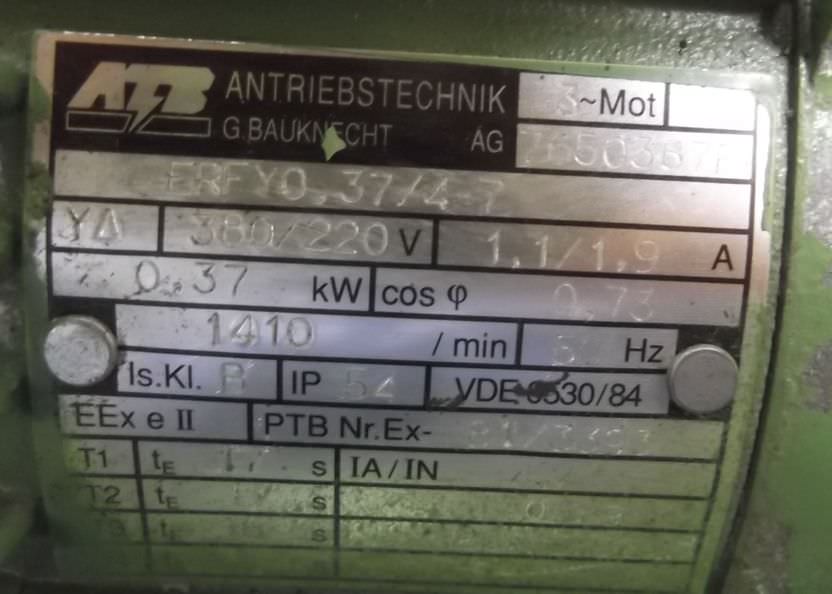 ATB ANTRIEBSTECHNIK 3~Mot
G.BAUKNECHT AG
YΔ 380/220 V 1,1/1,9 A
0,37 kW cos φ 0,73
1410 /min Hz
Is.Kl. B IP 54 VDE 0530/84
EEx e II PTB Nr.Ex-
T1 tE s IA/IN
T2 tE s
tE s